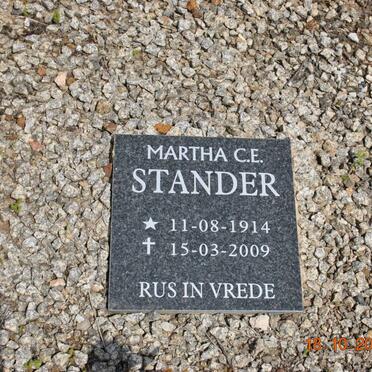 MARTHA C.E.
STANDER
★ 11-08-1914
✝ 15-03-2009
RUS IN VREDE